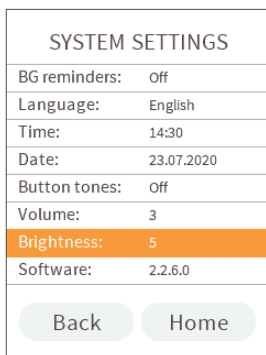 SYSTEM SETTINGS
BG reminders: Off
Language: English
Time: 14:30
Date: 23.07.2020
Button tones: Off
Volume: 3
Brightness: 5
Software: 2.2.6.0
Back Home